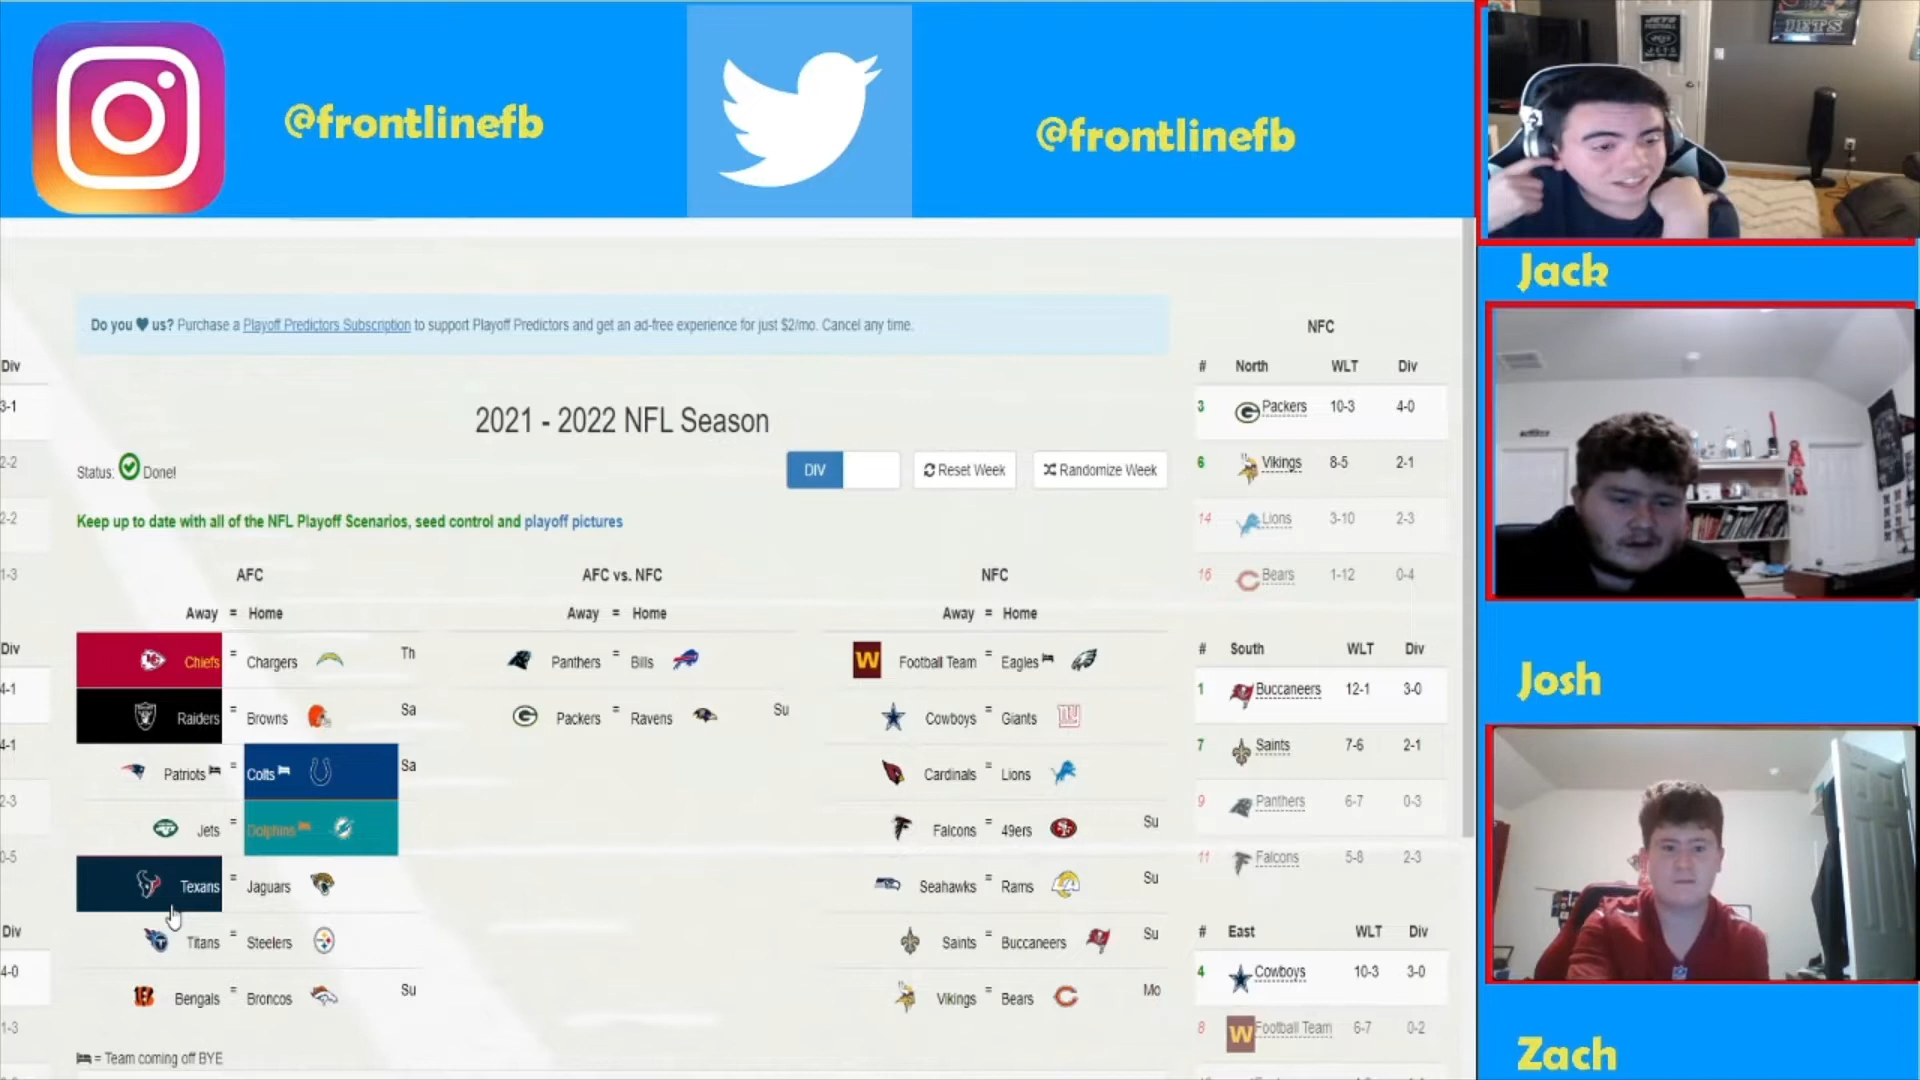 @frontlinefb
@frontlinefb
JETS
Jack
Josh
Zach
Do you us? Purchase a Playoff Predictors Subscription to support Playoff Predictors and get an ad-free experience for just $2/mo. Cancel any time.
2021 - 2022 NFL Season
Status: Done!
DIV
Reset Week
Randomize Week
Keep up to date with all of the NFL Playoff Scenarios, seed control and playoff pictures
AFC
Away = Home
Chiefs = Chargers Th
Raiders = Browns Sa
Patriots = Colts Sa
Jets = Dolphins
Texans = Jaguars
Titans = Steelers
Bengals = Broncos Su
= Team coming off BYE
AFC vs. NFC
Away = Home
Panthers = Bills
Packers = Ravens Su
NFC
Away = Home
W Football Team = Eagles
Cowboys = Giants
Cardinals = Lions
Falcons = 49ers Su
Seahawks = Rams Su
Saints = Buccaneers Su
Vikings = Bears Mo
Div
3-1
2-2
2-2
1-3
Div
4-1
4-1
2-3
0-5
Div
4-0
1-3
NFC
# North WLT Div
3 Packers 10-3 4-0
6 Vikings 8-5 2-1
14 Lions 3-10 2-3
16 Bears 1-12 0-4
# South WLT Div
1 Buccaneers 12-1 3-0
7 Saints 7-6 2-1
9 Panthers 6-7 0-3
11 Falcons 5-8 2-3
# East WLT Div
4 Cowboys 10-3 3-0
8 W Football Team 6-7 0-2